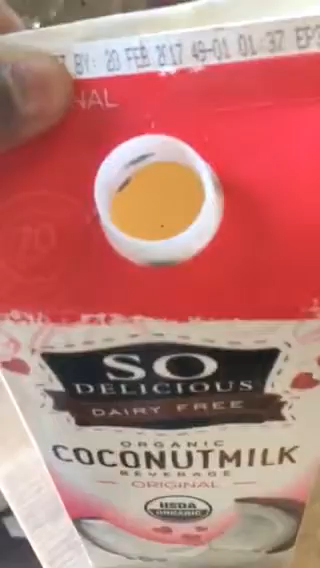 BY: 20 FEB 2017 49-01 01:37
NAL
70
SO
DELICIOUS
DAIRY FREE
ORGANIC
COCONUTMILK
BEVERAGE
ORIGINAL
USDA
ORGANIC